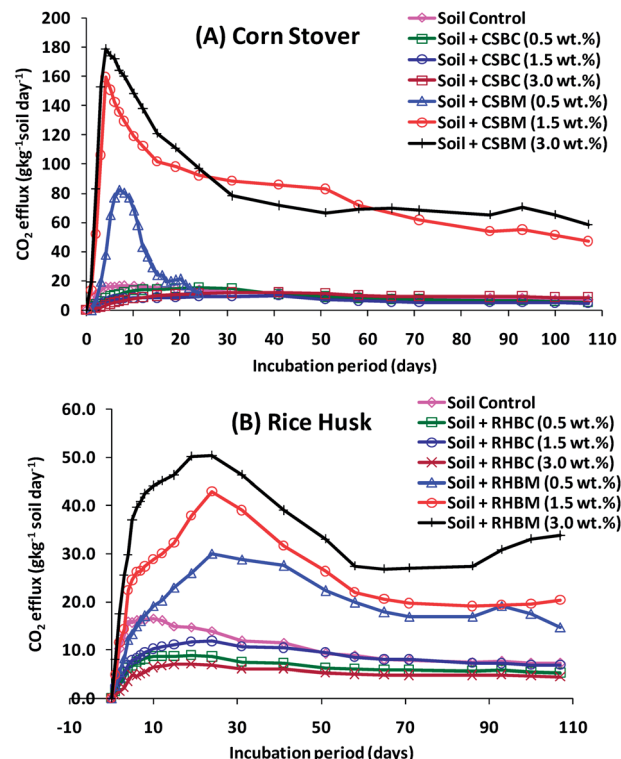 (A) Corn Stover
Soil Control
Soil + CSBC (0.5 wt.%)
Soil + CSBC (1.5 wt.%)
Soil + CSBC (3.0 wt.%)
Soil + CSBM (0.5 wt.%)
Soil + CSBM (1.5 wt.%)
Soil + CSBM (3.0 wt.%)
CO₂ efflux (gkg⁻¹soil day⁻¹)
200
180
160
140
120
100
80
60
40
20
0
0 10 20 30 40 50 60 70 80 90 100 110
Incubation period (days)
(B) Rice Husk
Soil Control
Soil + RHBC (0.5 wt.%)
Soil + RHBC (1.5 wt.%)
Soil + RHBC (3.0 wt.%)
Soil + RHBM (0.5 wt.%)
Soil + RHBM (1.5 wt.%)
Soil + RHBM (3.0 wt.%)
CO₂ efflux (gkg⁻¹ soil day⁻¹)
60.0
50.0
40.0
30.0
20.0
10.0
0.0
-10 10 30 50 70 90 110
Incubation period (days)